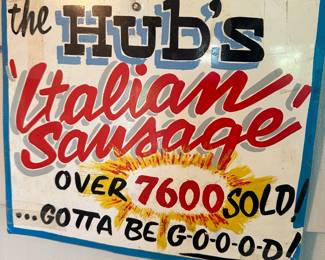 the Hub's
'Italian
Sausage'
OVER 7600 SOLD!
...GOTTA BE G-O-O-O-D!